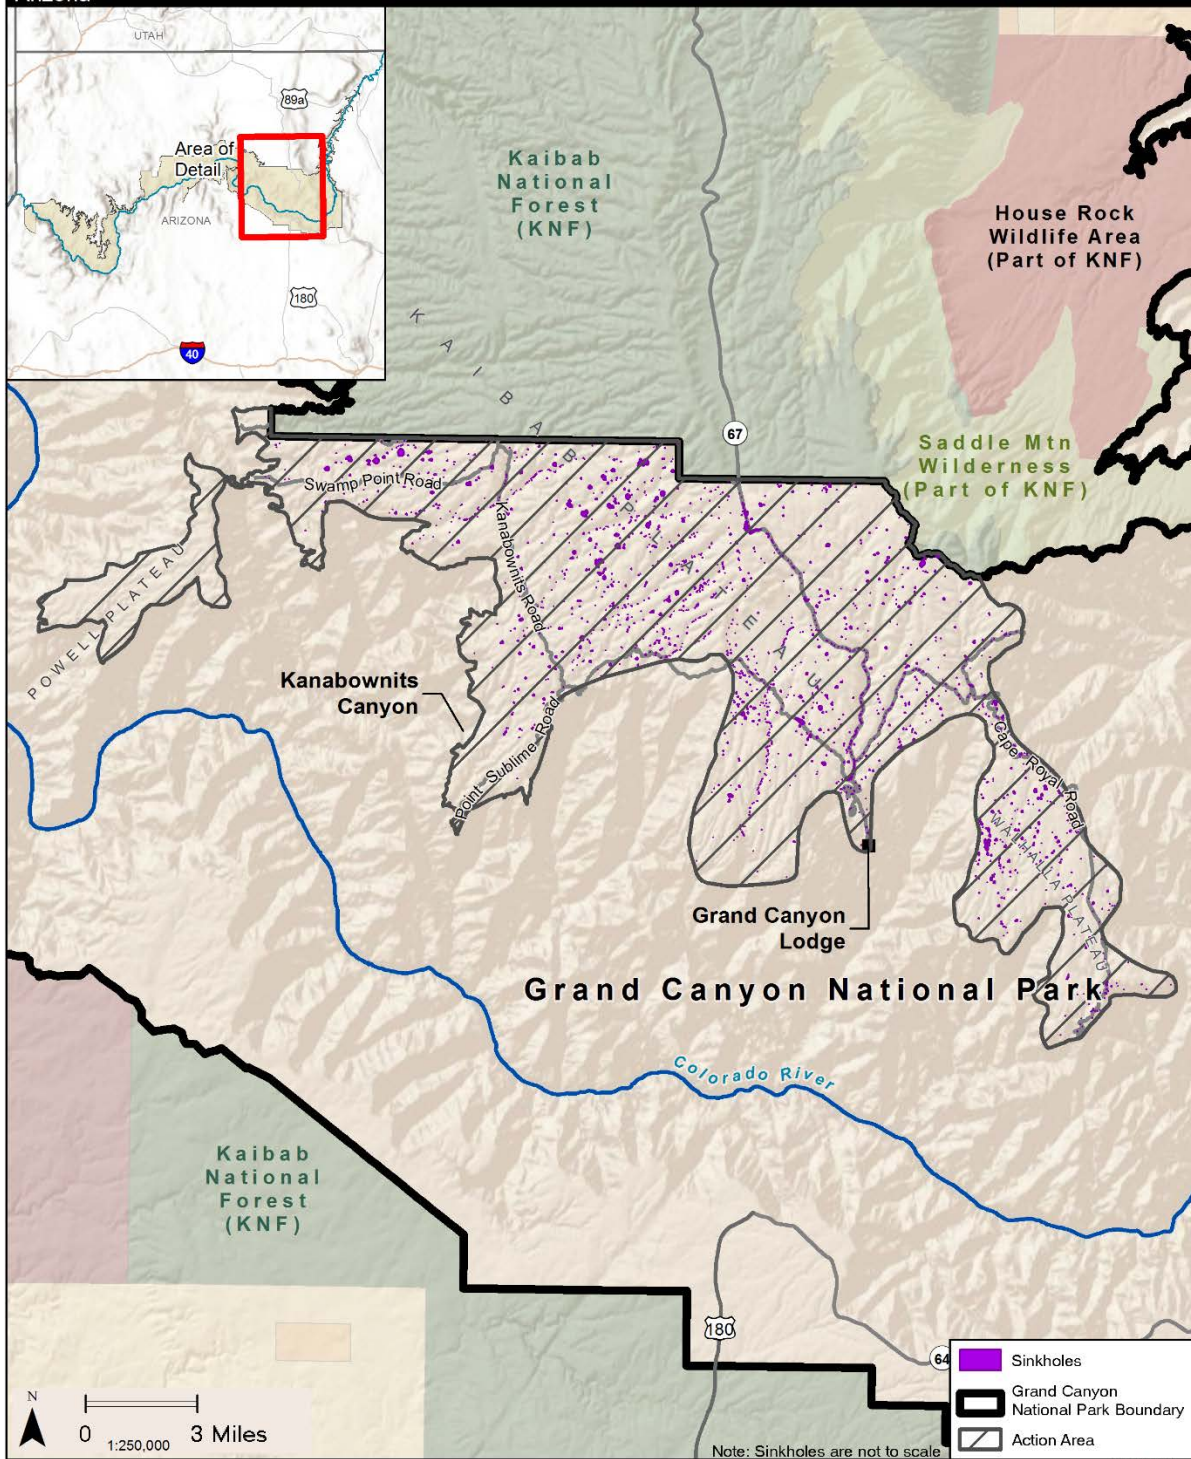 UTAH
89a
Area of
Detail
ARIZONA
180
40
Kaibab
National
Forest
(KNF)
House Rock
Wildlife Area
(Part of KNF)
KAIBAB PLATEAU
67
Saddle Mtn
Wilderness
(Part of KNF)
Swamp Point Road
Kanabownits Road
POWELL PLATEAU
Kanabownits
Canyon
Point Sublime Road
Cape Royal Road
WALHALLA PLATEAU
Grand Canyon
Lodge
Grand Canyon National Park
Colorado River
Kaibab
National
Forest
(KNF)
180
64
Sinkholes
Grand Canyon
National Park Boundary
Action Area
N
0 3 Miles
1:250,000
Note: Sinkholes are not to scale